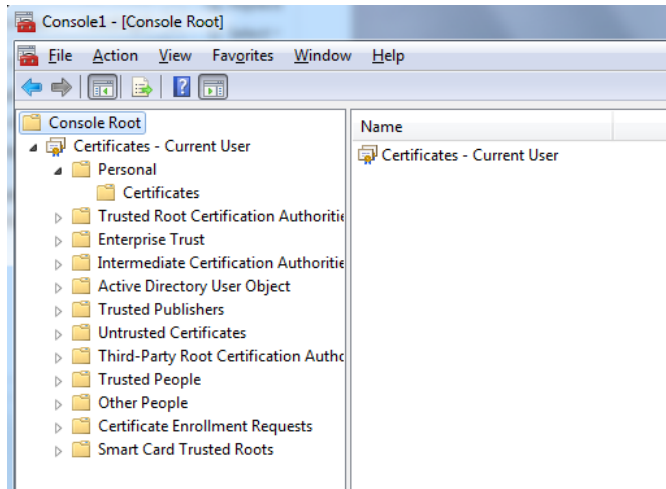 Console1 - [Console Root]
File Action View Favorites Window Help
Console Root
Certificates - Current User
Personal
Certificates
Trusted Root Certification Authoritie
Enterprise Trust
Intermediate Certification Authoritie
Active Directory User Object
Trusted Publishers
Untrusted Certificates
Third-Party Root Certification Autho
Trusted People
Other People
Certificate Enrollment Requests
Smart Card Trusted Roots
Name
Certificates - Current User